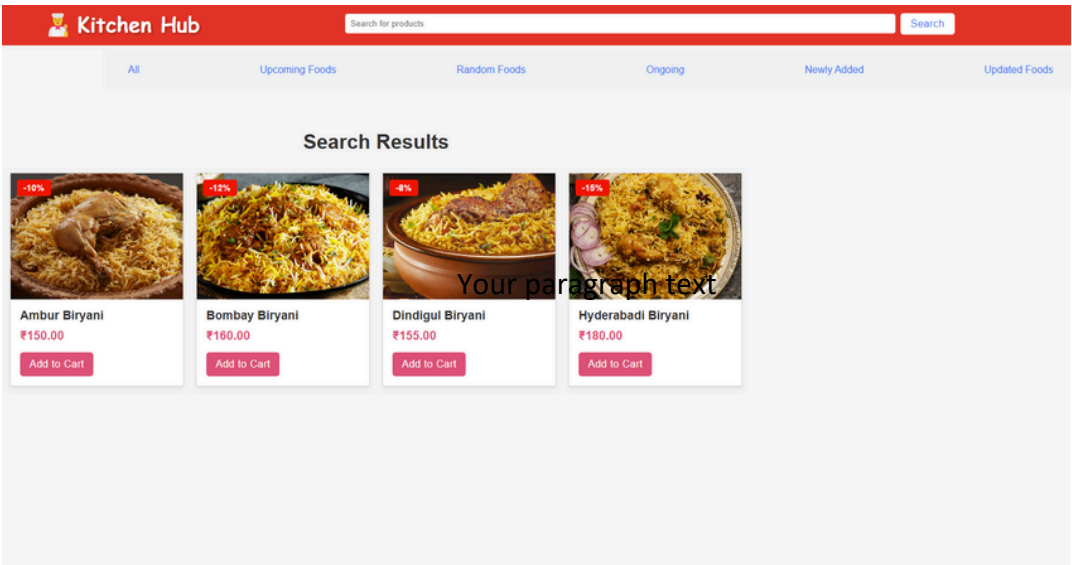 Kitchen Hub
Search for products
Search
All
Upcoming Foods
Random Foods
Ongoing
Newly Added
Updated Foods
Search Results
-10%
-12%
-8%
-15%
Your paragraph text
Ambur Biryani
₹150.00
Add to Cart
Bombay Biryani
₹160.00
Add to Cart
Dindigul Biryani
₹155.00
Add to Cart
Hyderabadi Biryani
₹180.00
Add to Cart